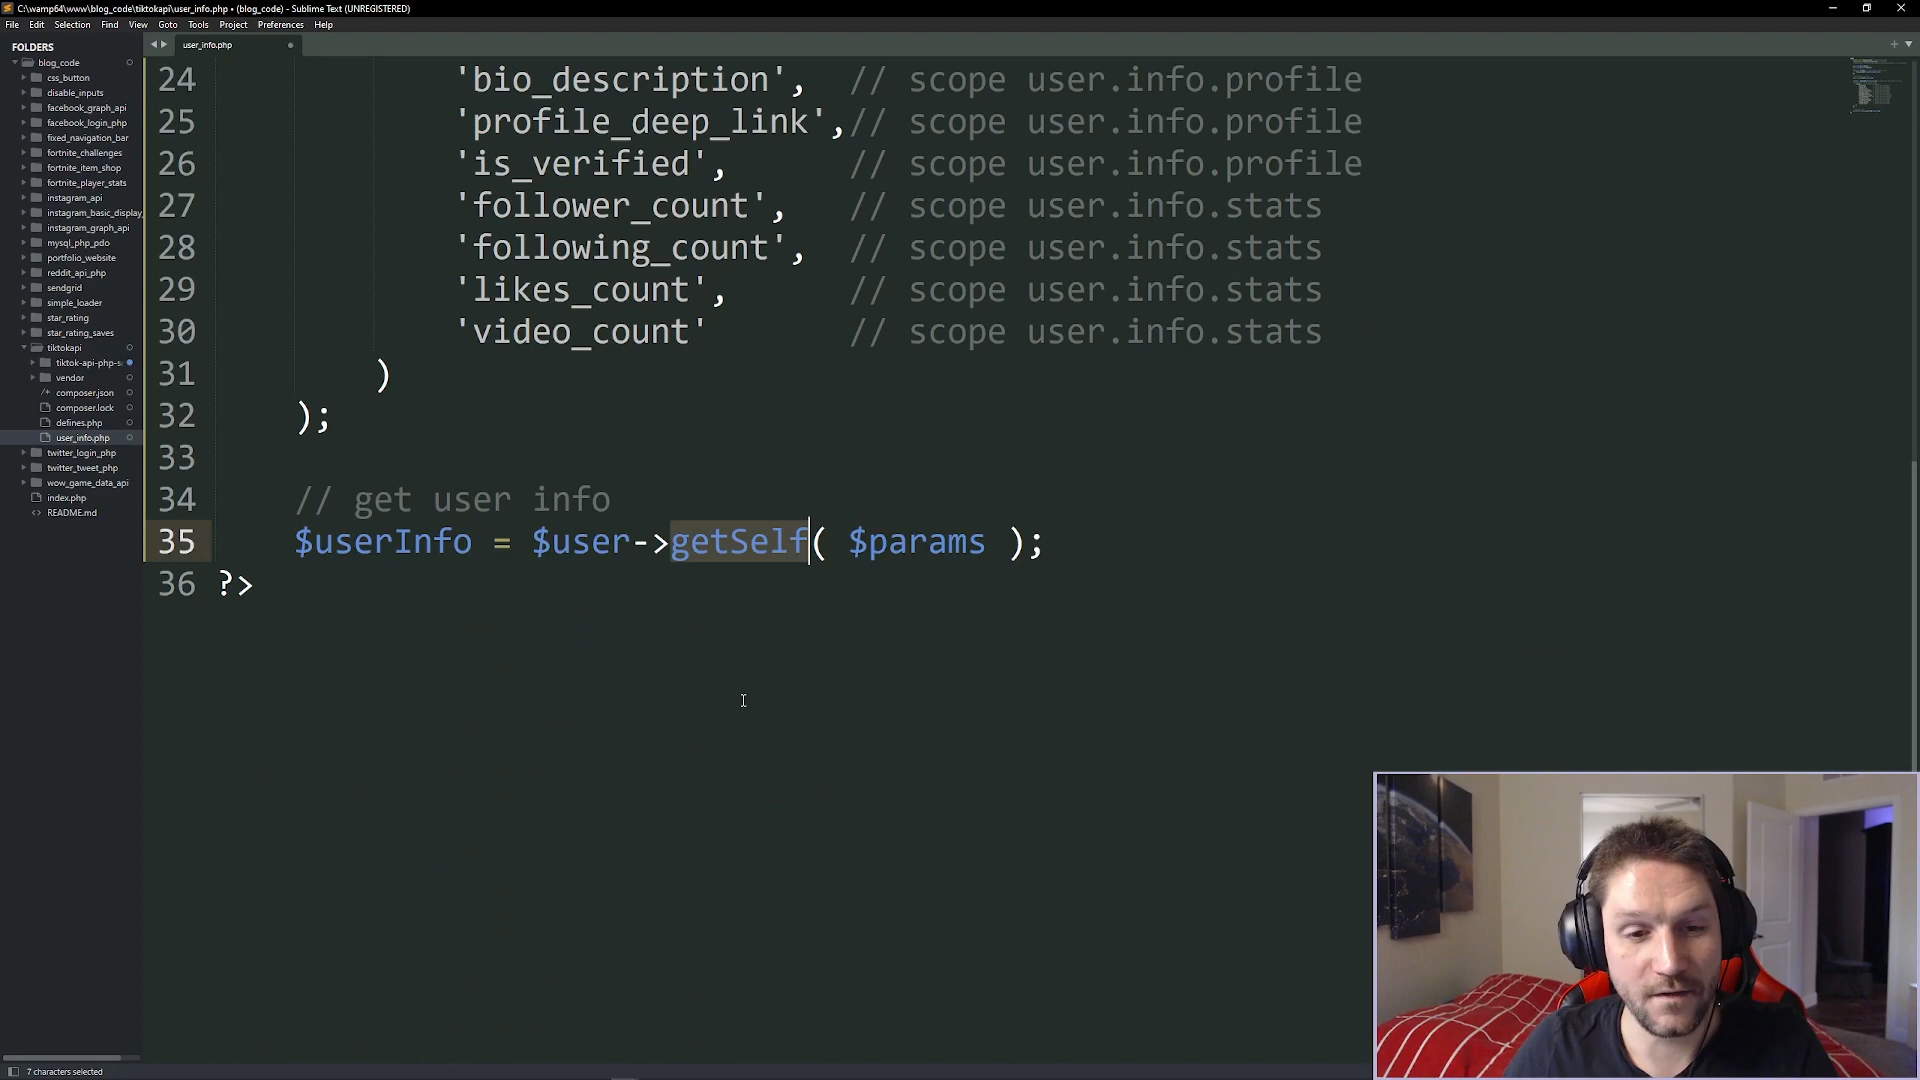 C:\wamp64\www\blog_code\tiktokapi\user_info.php • (blog_code) - Sublime Text (UNREGISTERED)
File Edit Selection Find View Goto Tools Project Preferences Help
FOLDERS
blog_code
css_button
disable_inputs
facebook_graph_api
facebook_login_php
fixed_navigation_bar
fortnite_challenges
fortnite_item_shop
fortnite_player_stats
instagram_api
instagram_basic_display_
instagram_graph_api
mysql_php_pdo
portfolio_website
reddit_api_php
sendgrid
simple_loader
star_rating
star_rating_saves
tiktokapi
tiktok-api-php-s
vendor
composer.json
composer.lock
defines.php
user_info.php
twitter_login_php
twitter_tweet_php
wow_game_data_api
index.php
README.md
user_info.php
24 'bio_description', // scope user.info.profile
25 'profile_deep_link',// scope user.info.profile
26 'is_verified', // scope user.info.profile
27 'follower_count', // scope user.info.stats
28 'following_count', // scope user.info.stats
29 'likes_count', // scope user.info.stats
30 'video_count' // scope user.info.stats
31 )
32 );
33
34 // get user info
35 $userInfo = $user->getSelf( $params );
36 ?>
7 characters selected